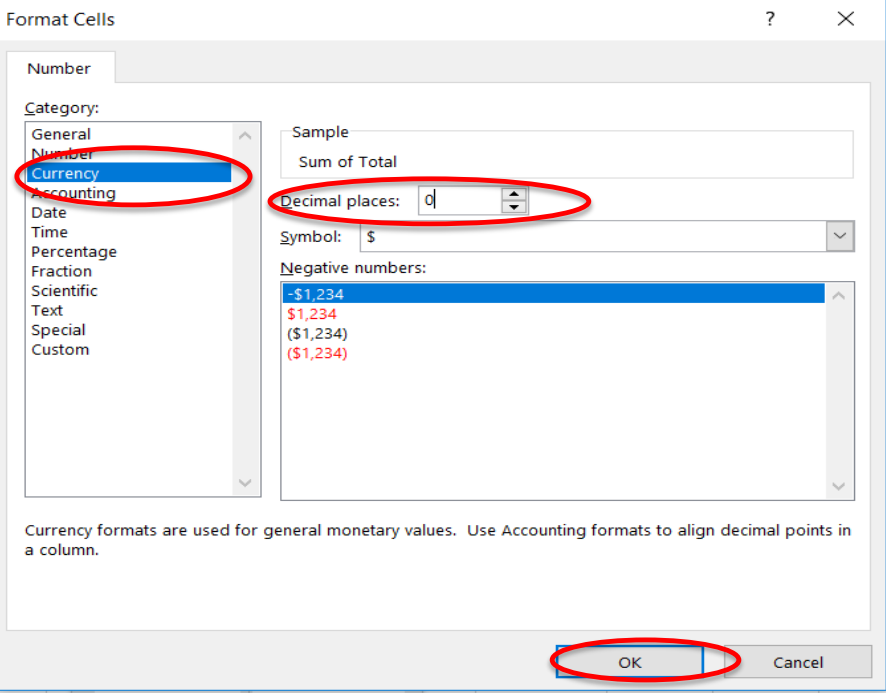 Format Cells
?
Number
Category:
General
Number
Currency
Accounting
Date
Time
Percentage
Fraction
Scientific
Text
Special
Custom
Sample
Sum of Total
Decimal places: 0
Symbol: $
Negative numbers:
-$1,234
$1,234
($1,234)
($1,234)
Currency formats are used for general monetary values.  Use Accounting formats to align decimal points in
a column.
OK
Cancel